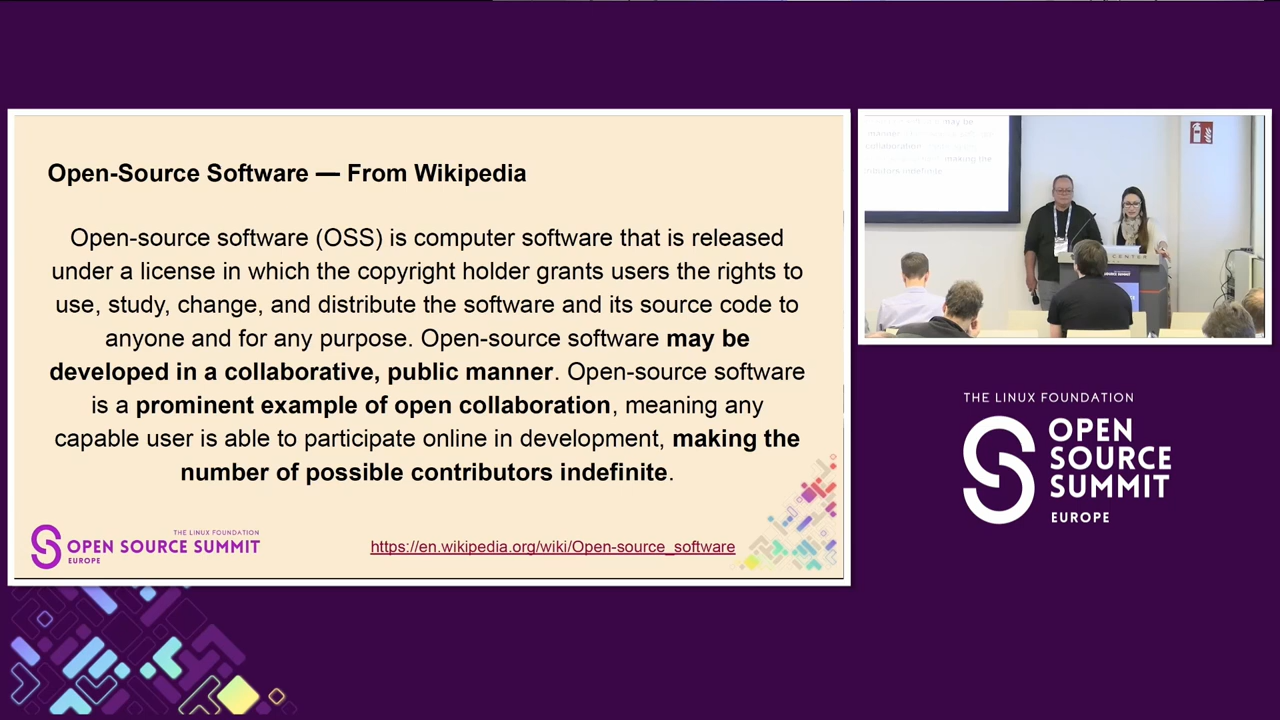 Open-Source Software — From Wikipedia
Open-source software (OSS) is computer software that is released
under a license in which the copyright holder grants users the rights to
use, study, change, and distribute the software and its source code to
anyone and for any purpose. Open-source software may be
developed in a collaborative, public manner. Open-source software
is a prominent example of open collaboration, meaning any
capable user is able to participate online in development, making the
number of possible contributors indefinite.
THE LINUX FOUNDATION
OPEN SOURCE SUMMIT
EUROPE
https://en.wikipedia.org/wiki/Open-source_software
may be
making the
THE LINUX FOUNDATION
OPEN
SOURCE
SUMMIT
EUROPE